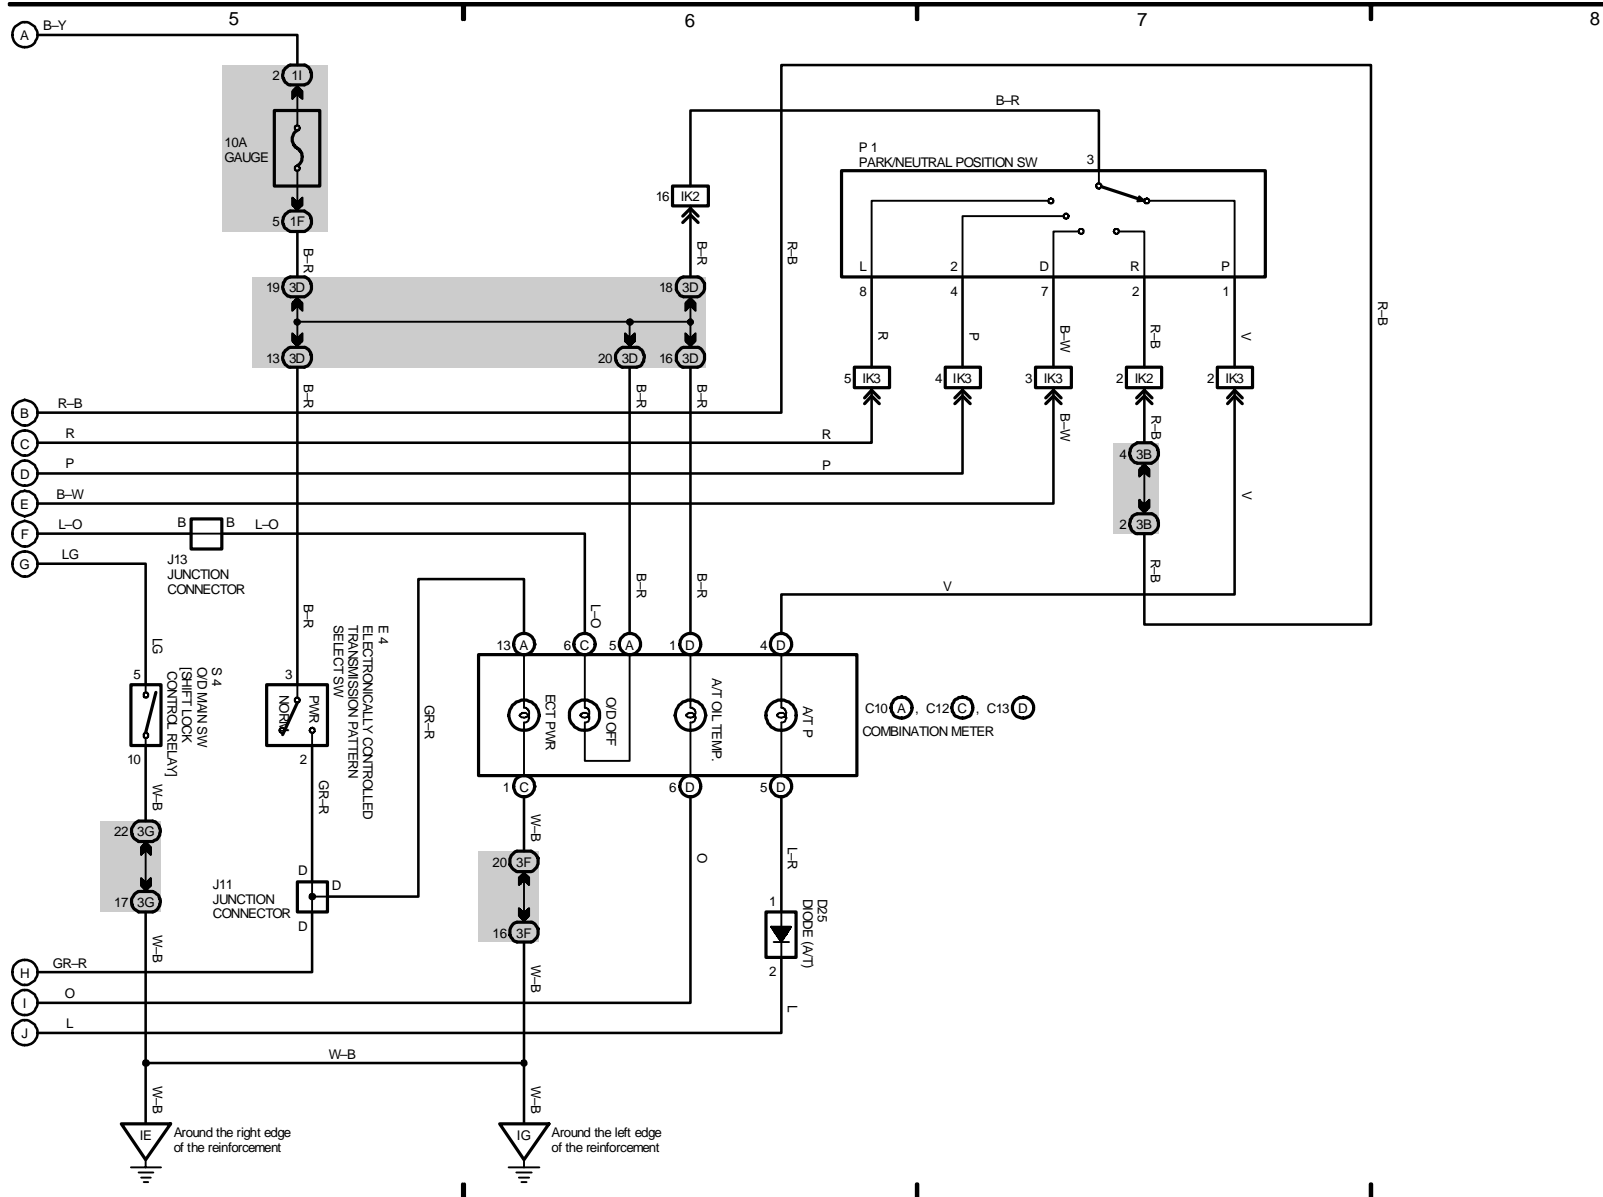 5
6
7
8
A
B–Y
2 1I
10A
GAUGE
5 1F
B–R
B–R
16 IK2
B–R
R–B
R–B
P 1
PARK/NEUTRAL POSITION SW
3
L
2
D
R
P
8
4
7
2
1
R
P
B–W
R–B
V
19 3D
18 3D
13 3D
20 3D
16 3D
5 IK3
4 IK3
3 IK3
2 IK2
2 IK3
B–R
B–R
B–R
B–W
R–B
V
B
R–B
C
R
R
D
P
P
E
B–W
F
L–O
B
B
L–O
G
LG
J13
JUNCTION
CONNECTOR
4 3B
2 3B
R–B
V
LG
B–R
L–O
B–R
B–R
E 4
ELECTRONICALLY CONTROLLED
TRANSMISSION PATTERN
SELECT SW
S 4
O/D MAIN SW
[SHIFT LOCK
CONTROL RELAY]
5
10
3
NORM
PWR
2
13 A
6 C
5 A
1 D
4 D
ECT PWR
O/D OFF
A/T OIL TEMP.
A/T P
C10 A , C12 C , C13 D
COMBINATION METER
1 C
6 D
5 D
GR–R
GR–R
W–B
22 3G
17 3G
W–B
J11
JUNCTION
CONNECTOR
D
D
D
W–B
20 3F
16 3F
W–B
O
L–R
1
D25
DIODE (A/T)
2
L
H
GR–R
I
O
J
L
W–B
W–B
W–B
IE
Around the right edge
of the reinforcement
IG
Around the left edge
of the reinforcement